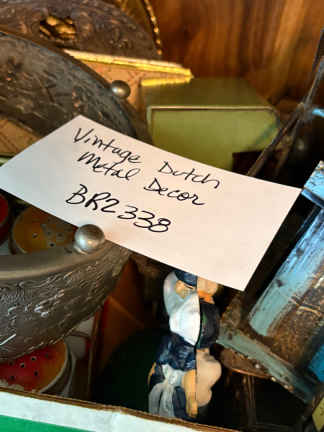 Vintage Dutch
Metal Decor
BR2338